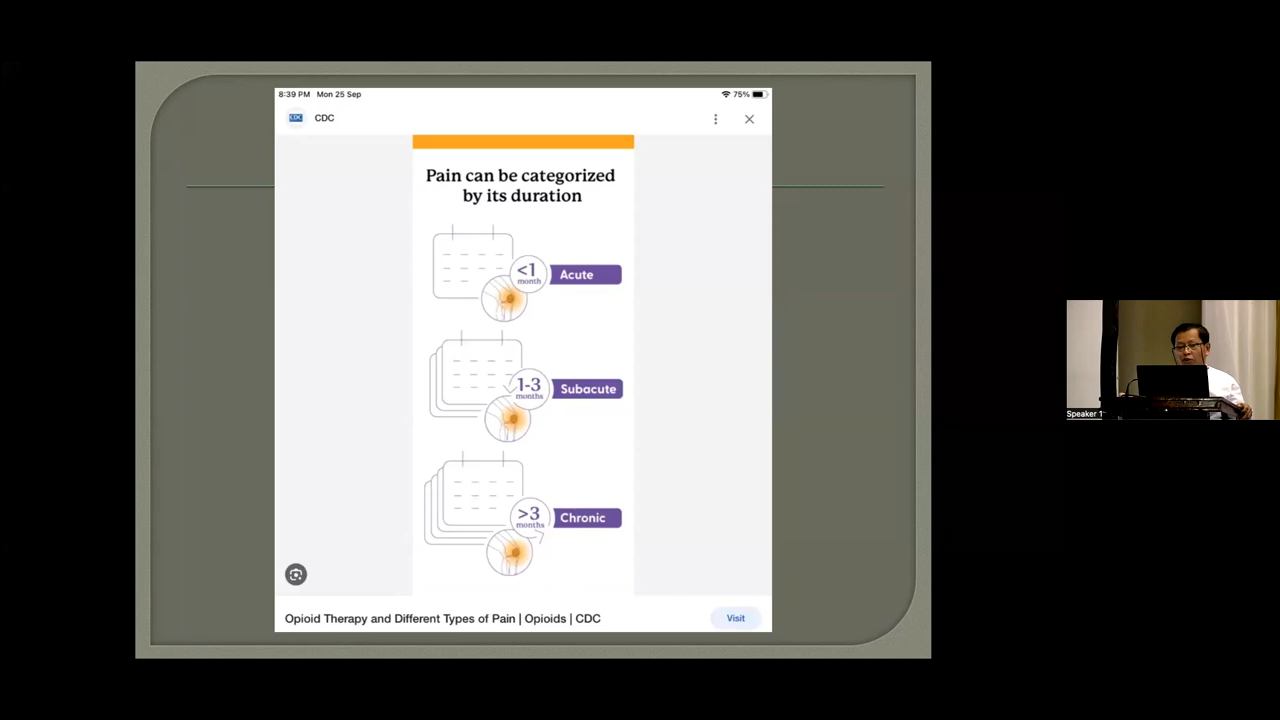 8:39 PM Mon 25 Sep
75%
CDC
CDC
Pain can be categorized
by its duration
<1
month
Acute
1-3
months
Subacute
>3
months
Chronic
Opioid Therapy and Different Types of Pain | Opioids | CDC
Visit
Speaker 1